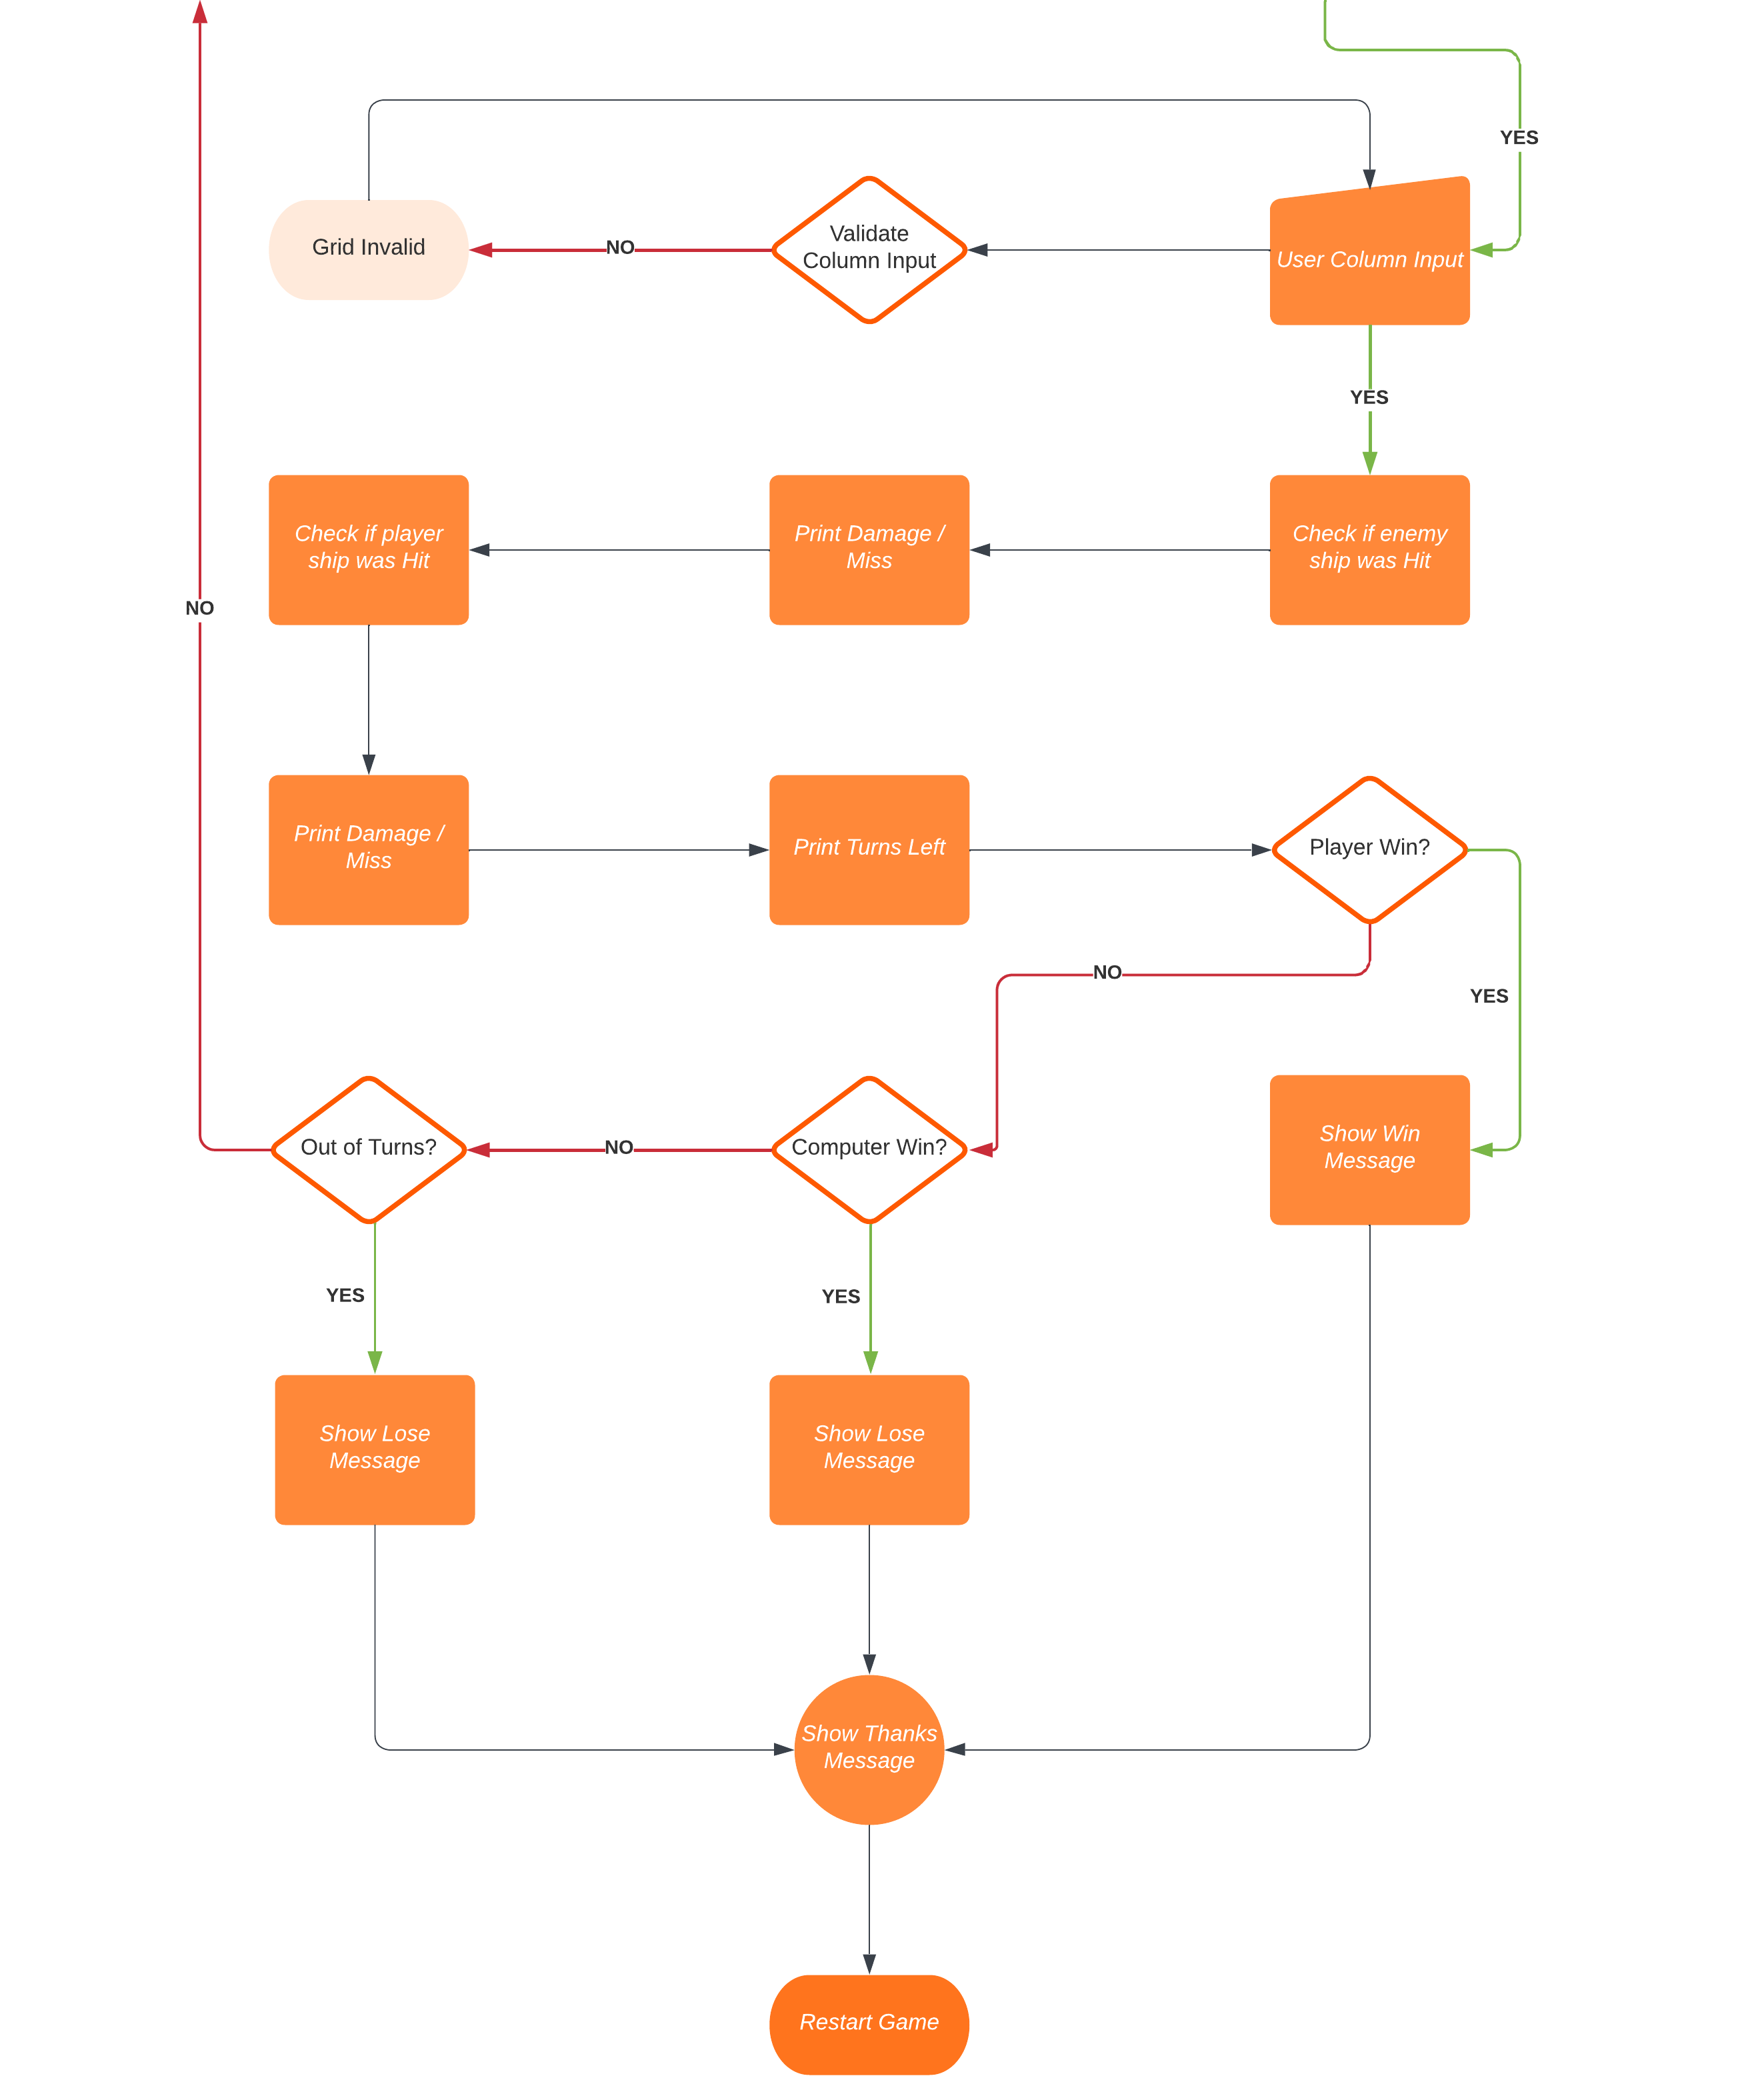 YES
Grid Invalid
NO
Validate
Column Input
User Column Input
YES
Check if player
ship was Hit
Print Damage /
Miss
Check if enemy
ship was Hit
NO
Print Damage /
Miss
Print Turns Left
Player Win?
NO
YES
Out of Turns?
NO
Computer Win?
Show Win
Message
YES
YES
Show Lose
Message
Show Lose
Message
Show Thanks
Message
Restart Game